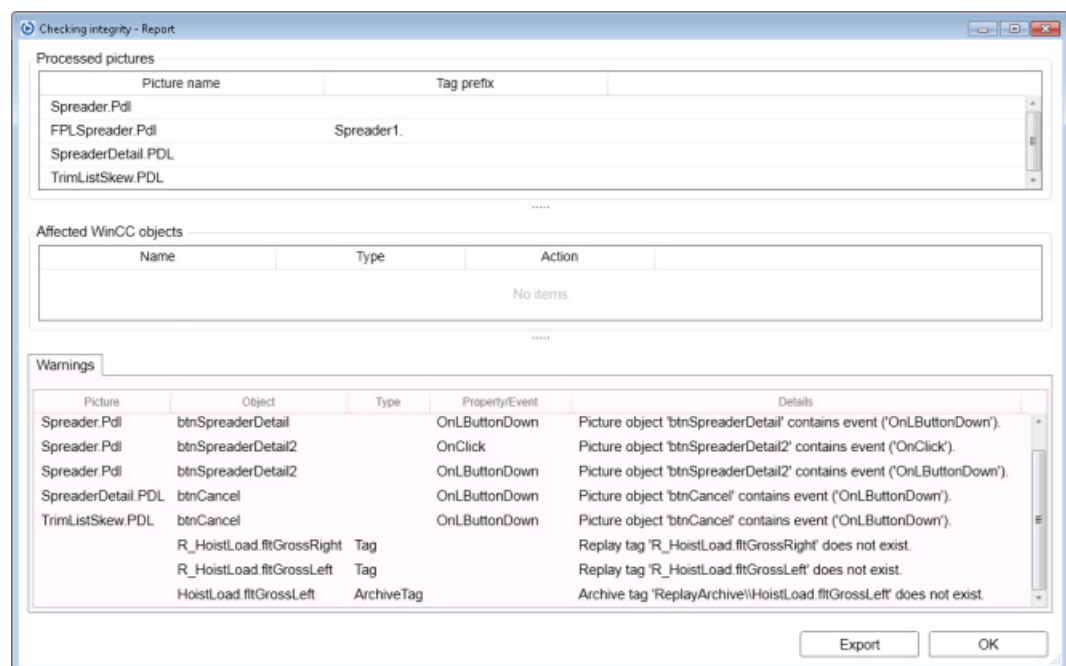 Checking integrity - Report
Processed pictures
Picture name Tag prefix
Spreader.Pdl
FPLSpreader.Pdl Spreader1.
SpreaderDetail.PDL
TrimListSkew.PDL
Affected WinCC objects
Name Type Action
No items
Warnings
Picture Object Type Property/Event Details
Spreader.Pdl btnSpreaderDetail OnLButtonDown Picture object 'btnSpreaderDetail' contains event ('OnLButtonDown').
Spreader.Pdl btnSpreaderDetail2 OnClick Picture object 'btnSpreaderDetail2' contains event ('OnClick').
Spreader.Pdl btnSpreaderDetail2 OnLButtonDown Picture object 'btnSpreaderDetail2' contains event ('OnLButtonDown').
SpreaderDetail.PDL btnCancel OnLButtonDown Picture object 'btnCancel' contains event ('OnLButtonDown').
TrimListSkew.PDL btnCancel OnLButtonDown Picture object 'btnCancel' contains event ('OnLButtonDown').
R_HoistLoad.fltGrossRight Tag Replay tag 'R_HoistLoad.fltGrossRight' does not exist.
R_HoistLoad.fltGrossLeft Tag Replay tag 'R_HoistLoad.fltGrossLeft' does not exist.
HoistLoad.fltGrossLeft ArchiveTag Archive tag 'ReplayArchive\\HoistLoad.fltGrossLeft' does not exist.
Export OK